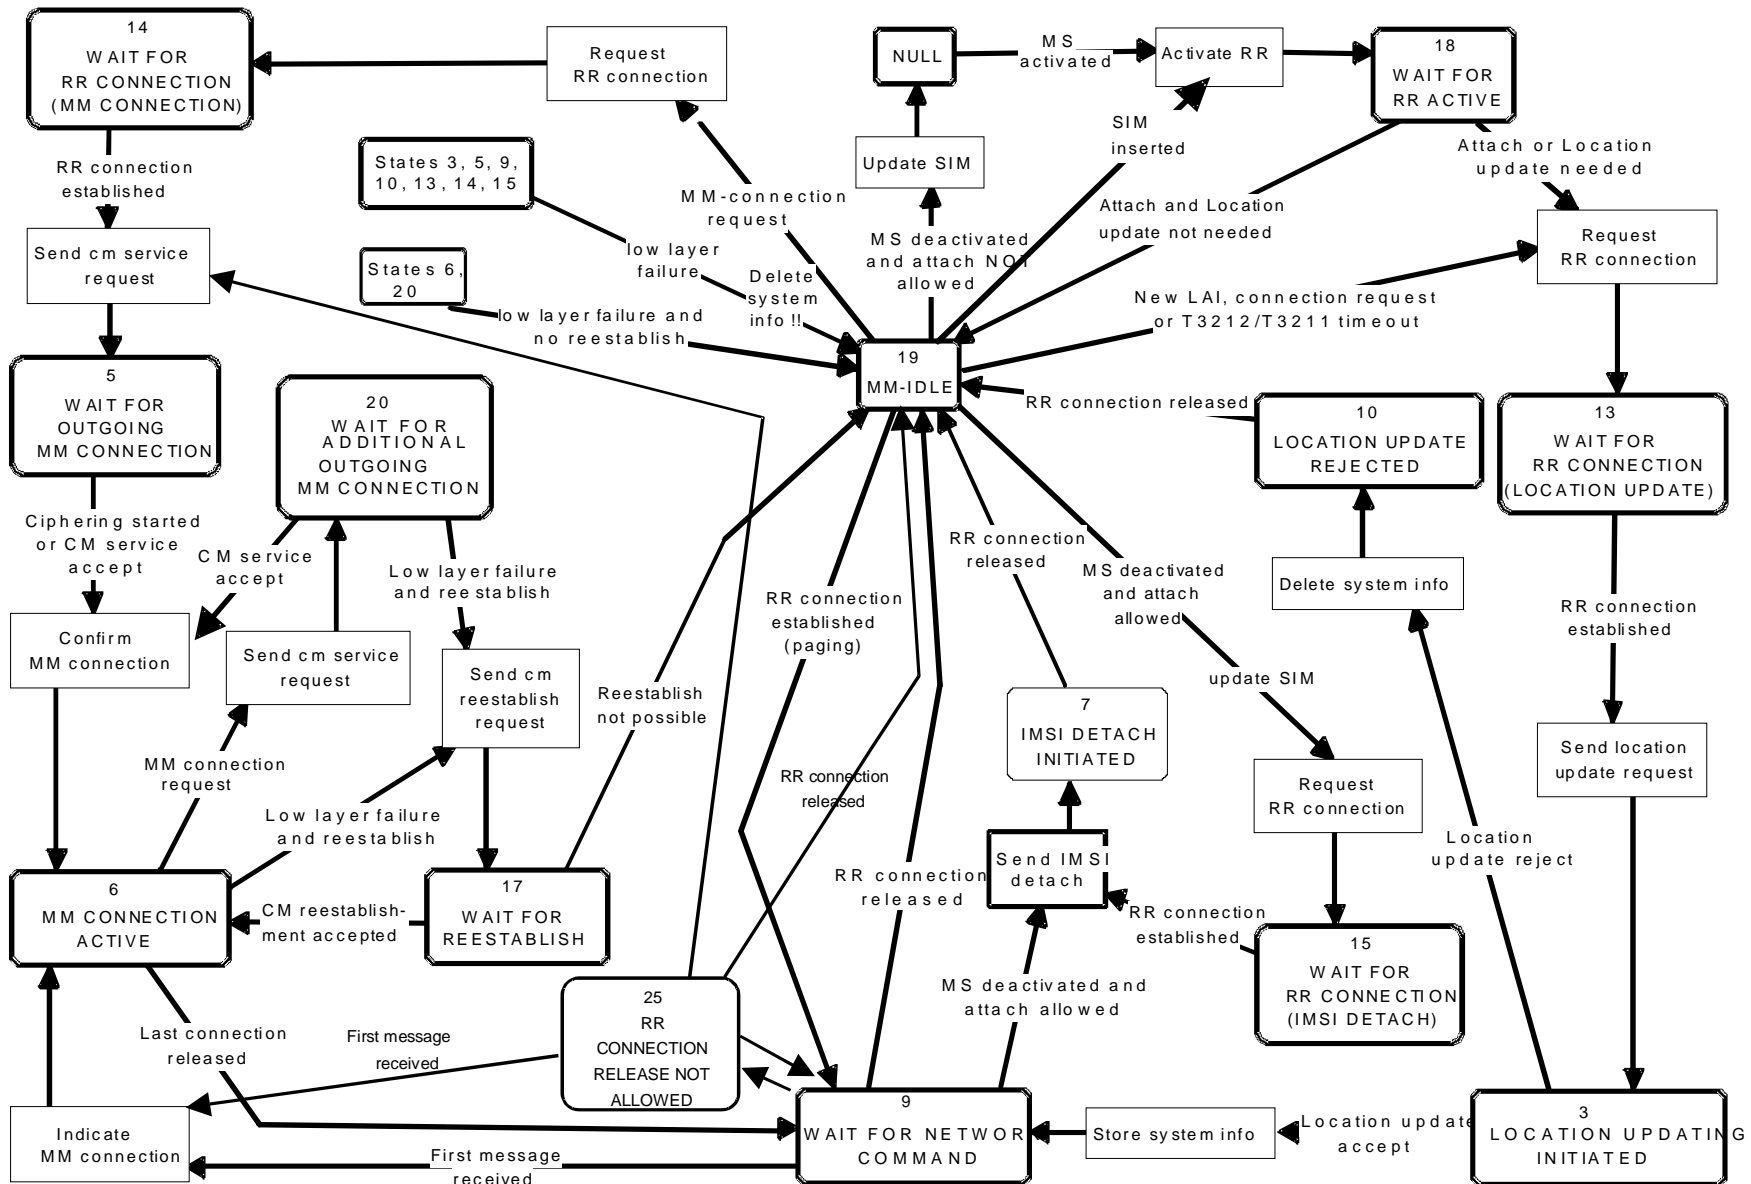 14
WAIT FOR
RR CONNECTION
(MM CONNECTION)
Request
RR connection
NULL
MS
activated
Activate RR
18
WAIT FOR
RR ACTIVE
RR connection
established
States 3, 5, 9,
10, 13, 14, 15
MM-connection
request
Update SIM
SIM
inserted
Attach or Location
update needed
Send cm service
request
States 6,
20
low layer
failure
Delete
system
info !!
MS deactivated
and attach NOT
allowed
Attach and Location
update not needed
Request
RR connection
low layer failure and
no reestablish
New LAI, connection request
or T3212/T3211 timeout
19
MM-IDLE
5
WAIT FOR
OUTGOING
MM CONNECTION
20
WAIT FOR
ADDITIONAL
OUTGOING
MM CONNECTION
RR connection released
10
LOCATION UPDATE
REJECTED
13
WAIT FOR
RR CONNECTION
(LOCATION UPDATE)
Ciphering started
or CM service
accept
CM service
accept
Low layer failure
and reestablish
RR connection
established
(paging)
RR connection
released
MS deactivated
and attach
allowed
Delete system info
RR connection
established
Confirm
MM connection
Send cm service
request
Send cm
reestablish
request
Reestablish
not possible
7
IMSI DETACH
INITIATED
update SIM
MM connection
request
RR connection
released
Request
RR connection
Send location
update request
Low layer failure
and reestablish
Send IMSI
detach
Location
update reject
6
MM CONNECTION
ACTIVE
CM reestablish-
ment accepted
17
WAIT FOR
REESTABLISH
RR connection
released
RR connection
established
15
WAIT FOR
RR CONNECTION
(IMSI DETACH)
Last connection
released
First message
received
25
RR
CONNECTION
RELEASE NOT
ALLOWED
MS deactivated and
attach allowed
Indicate
MM connection
First message
received
9
WAIT FOR NETWOR
COMMAND
Store system info
Location update
accept
3
LOCATION UPDATING
INITIATED